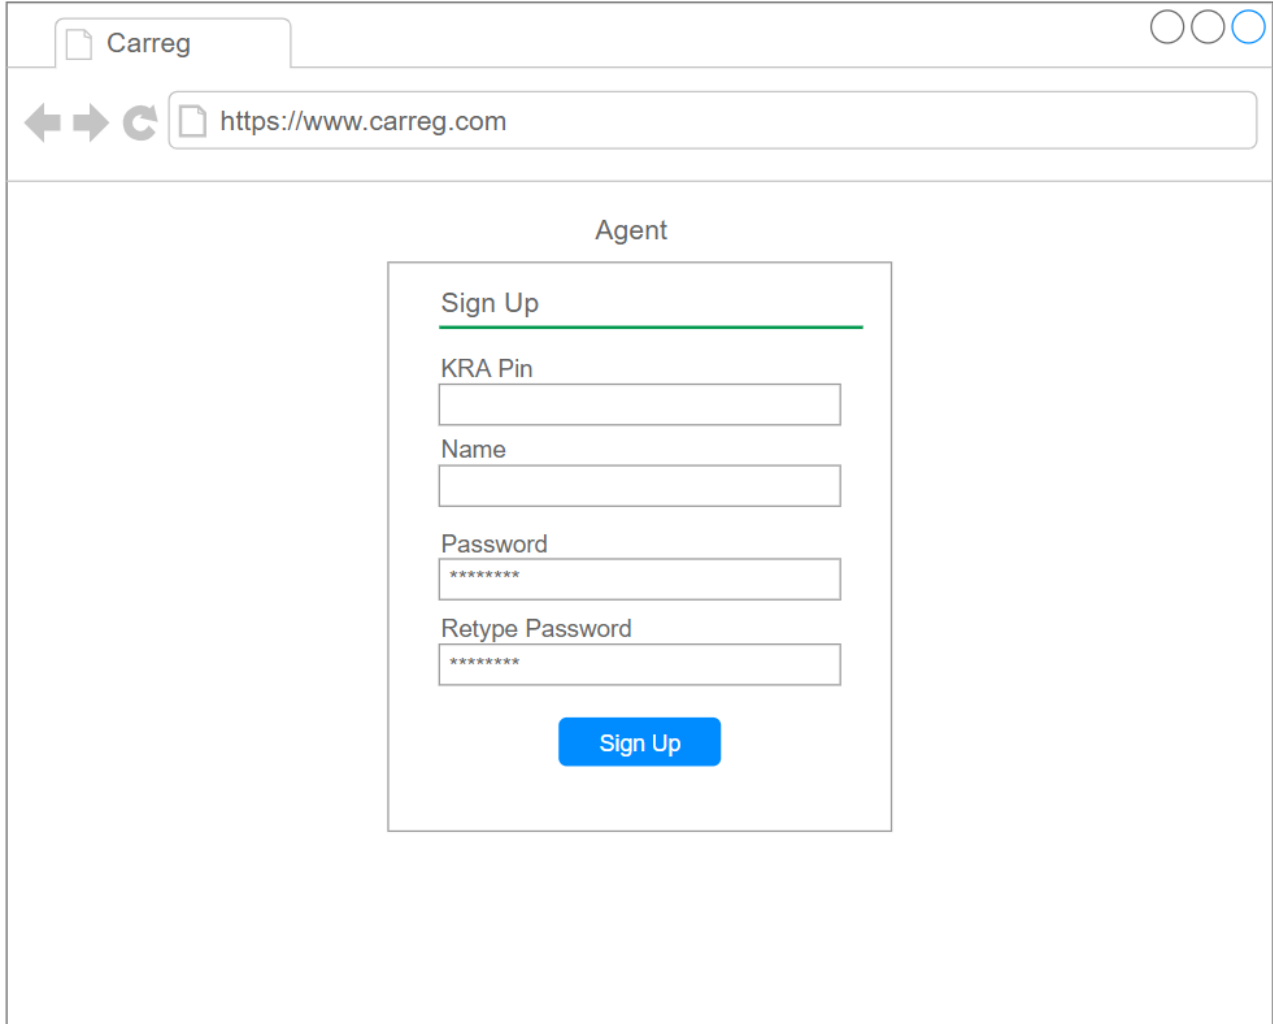 Carreg
https://www.carreg.com
Agent
Sign Up
KRA Pin
Name
Password
********
Retype Password
********
Sign Up